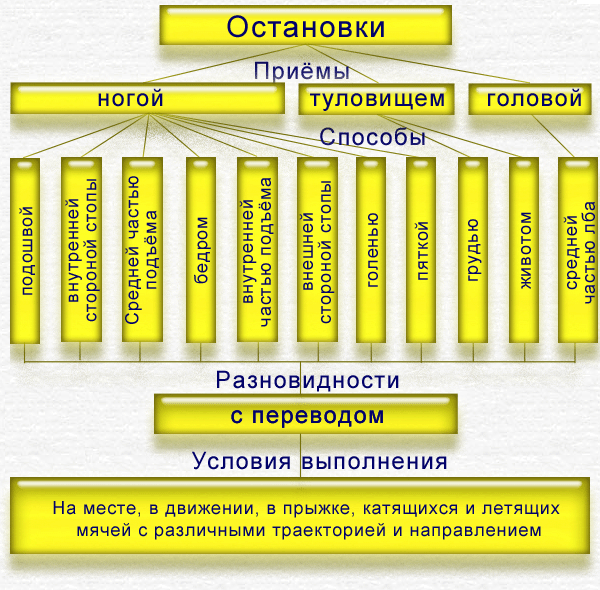 Остановки
Приёмы
ногой
туловищем
головой
Способы
подошвой
внутренней
стороной стопы
Средней частью
подъёма
бедром
внутренней
частью подъёма
внешней
стороной стопы
голенью
пяткой
грудью
животом
средней
частью лба
Разновидности
с переводом
Условия выполнения
На месте, в движении, в прыжке, катящихся и летящих
мячей с различными траекторией и направлением